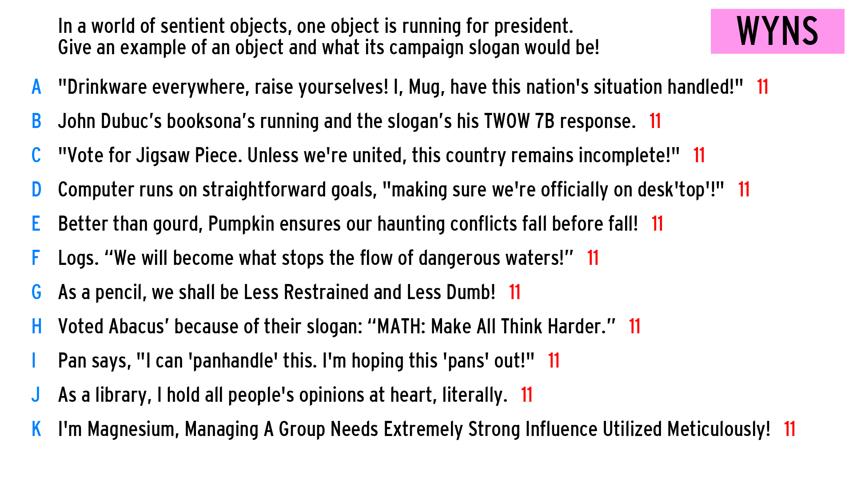 In a world of sentient objects, one object is running for president.
Give an example of an object and what its campaign slogan would be!
WYNS
A "Drinkware everywhere, raise yourselves! I, Mug, have this nation's situation handled!" 11
B John Dubuc’s booksona’s running and the slogan’s his TWOW 7B response. 11
C "Vote for Jigsaw Piece. Unless we're united, this country remains incomplete!" 11
D Computer runs on straightforward goals, "making sure we're officially on desk'top'!" 11
E Better than gourd, Pumpkin ensures our haunting conflicts fall before fall! 11
F Logs. “We will become what stops the flow of dangerous waters!” 11
G As a pencil, we shall be Less Restrained and Less Dumb! 11
H Voted Abacus’ because of their slogan: “MATH: Make All Think Harder.” 11
I Pan says, "I can 'panhandle' this. I'm hoping this 'pans' out!" 11
J As a library, I hold all people's opinions at heart, literally. 11
K I'm Magnesium, Managing A Group Needs Extremely Strong Influence Utilized Meticulously! 11